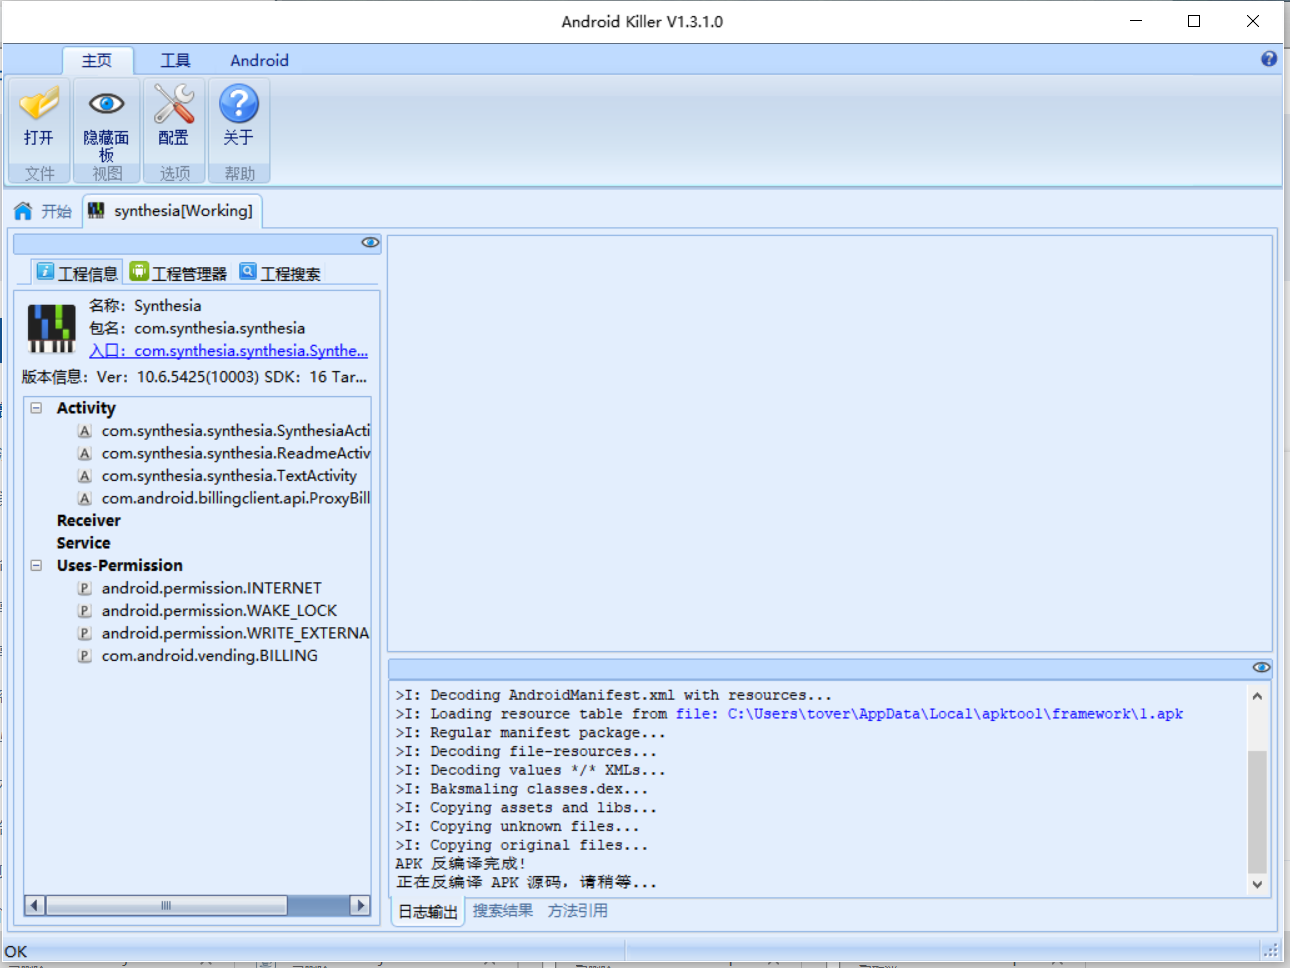 Android Killer V1.3.1.0
主页 工具 Android
打开 隐藏面板 配置 关于
文件 视图 选项 帮助
开始 synthesia[Working]
工程信息 工程管理器 工程搜索
名称: Synthesia
包名: com.synthesia.synthesia
入口: com.synthesia.synthesia.Synthe...
版本信息: Ver: 10.6.5425(10003) SDK: 16 Tar...
Activity
com.synthesia.synthesia.SynthesiaActi
com.synthesia.synthesia.ReadmeActiv
com.synthesia.synthesia.TextActivity
com.android.billingclient.api.ProxyBill
Receiver
Service
Uses-Permission
android.permission.INTERNET
android.permission.WAKE_LOCK
android.permission.WRITE_EXTERNA
com.android.vending.BILLING
>I: Decoding AndroidManifest.xml with resources...
>I: Loading resource table from file: C:\Users\tover\AppData\Local\apktool\framework\1.apk
>I: Regular manifest package...
>I: Decoding file-resources...
>I: Decoding values */* XMLs...
>I: Baksmaling classes.dex...
>I: Copying assets and libs...
>I: Copying unknown files...
>I: Copying original files...
APK 反编译完成!
正在反编译 APK 源码，请稍等...
日志输出 搜索结果 方法引用
OK